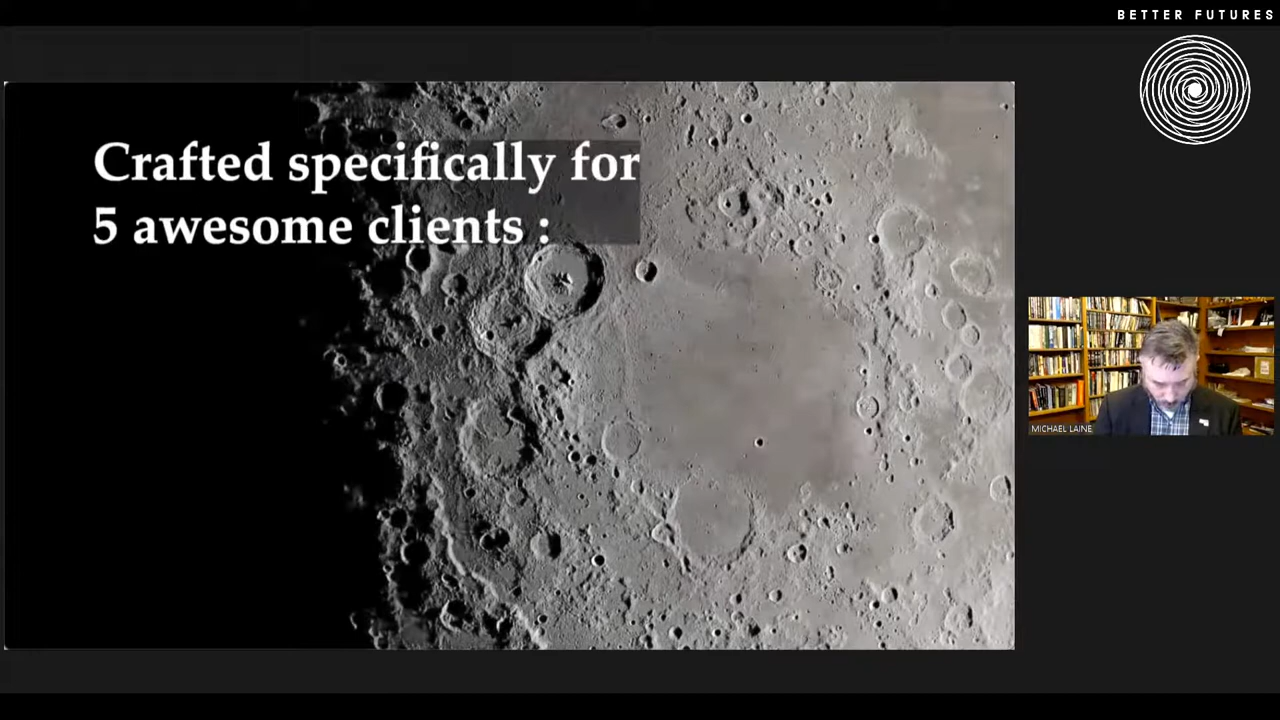 BETTER FUTURES
Crafted specifically for
5 awesome clients :
MICHAEL LAINE